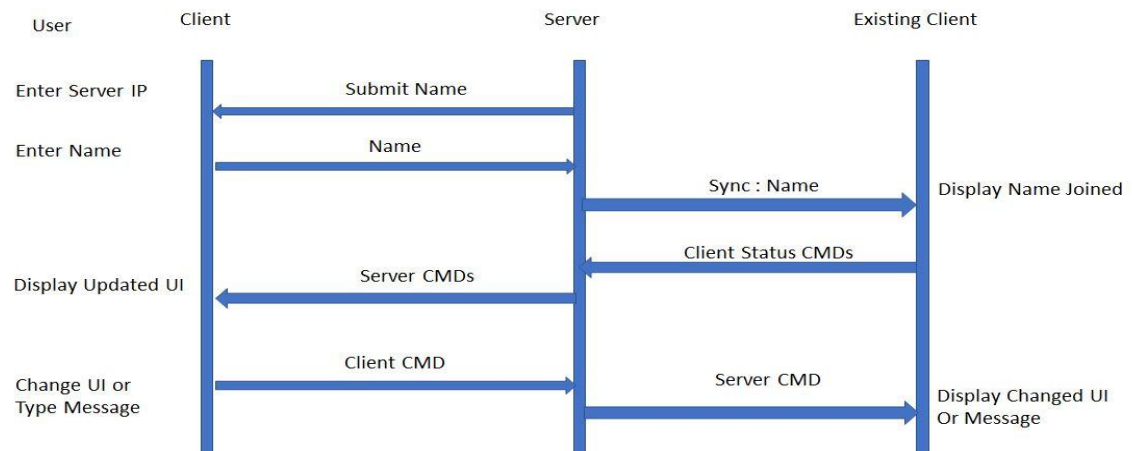 User
Client
Server
Existing Client
Enter Server IP
Submit Name
Enter Name
Name
Sync : Name
Display Name Joined
Client Status CMDs
Display Updated UI
Server CMDs
Change UI or
Type Message
Client CMD
Server CMD
Display Changed UI
Or Message